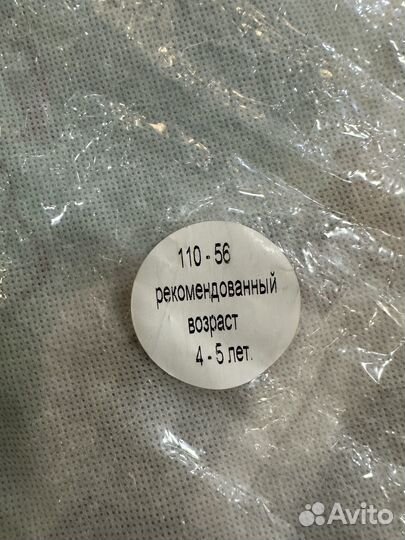 110 - 56
рекомендованный
возраст
4 - 5 лет.
Avito